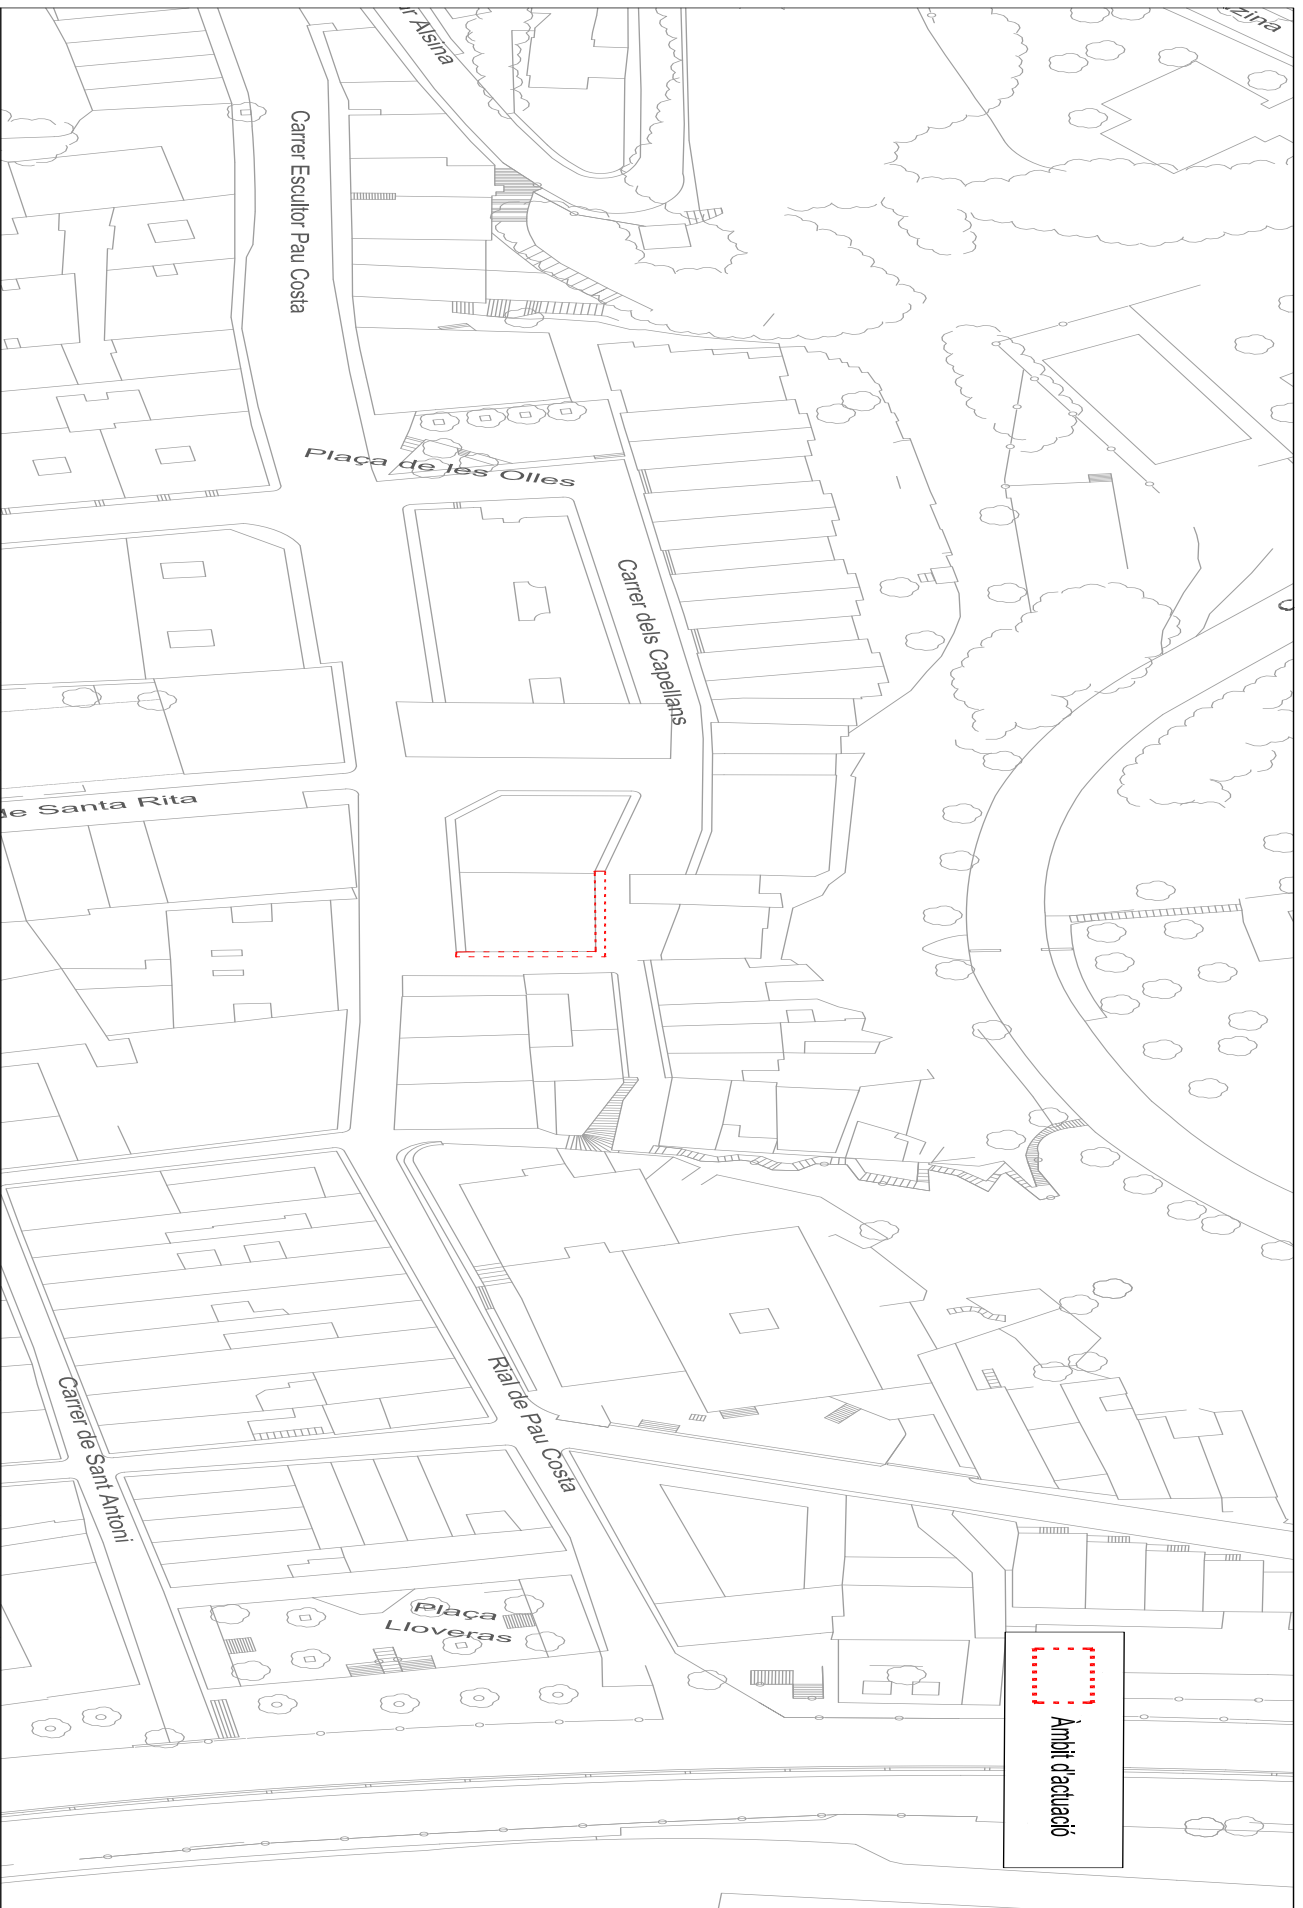 Alsina
Carrer Escultor Pau Costa
Plaça de les Olles
Carrer dels Capellans
de Santa Rita
Rial de Pau Costa
Carrer de Sant Antoni
Plaça
Lloveras
Àmbit d'actuació